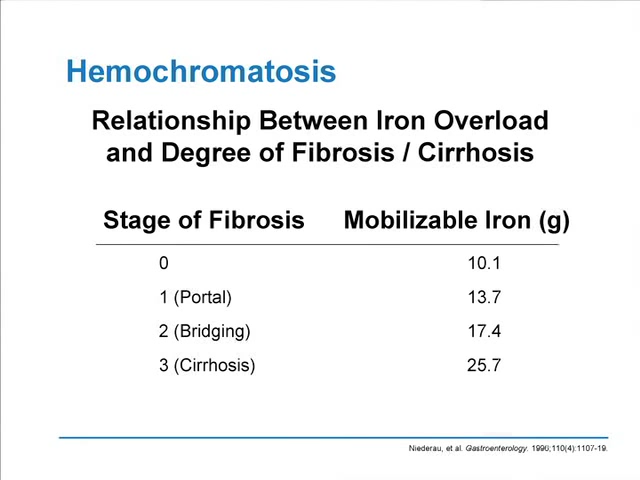 Hemochromatosis
Relationship Between Iron Overload
and Degree of Fibrosis / Cirrhosis
Stage of Fibrosis Mobilizable Iron (g)
0 10.1
1 (Portal) 13.7
2 (Bridging) 17.4
3 (Cirrhosis) 25.7
Niederau, et al. Gastroenterology. 1996;110(4):1107-19.